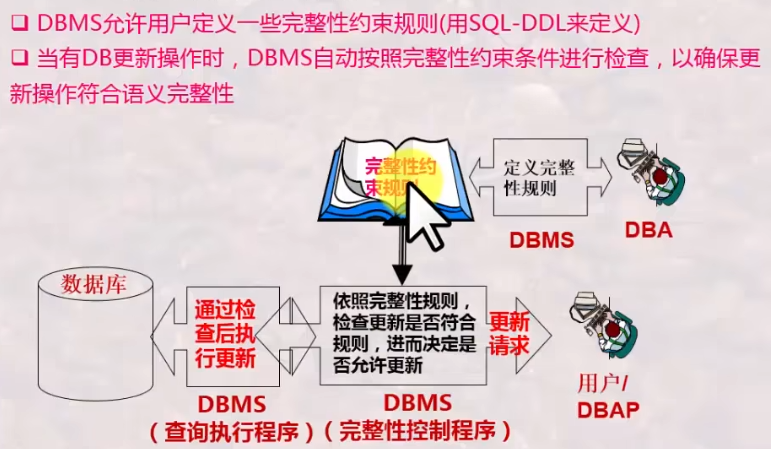 ❑ DBMS允许用户定义一些完整性约束规则(用SQL-DDL来定义)
❑ 当有DB更新操作时，DBMS自动按照完整性约束条件进行检查，以确保更
新操作符合语义完整性
完整性约
束规则
定义完整
性规则
DBMS
DBA
数据库
通过检
查后执
行更新
依照完整性规则，
检查更新是否符合
规则，进而决定是
否允许更新
更新
请求
用户/
DBAP
DBMS
（查询执行程序）
DBMS
（完整性控制程序）